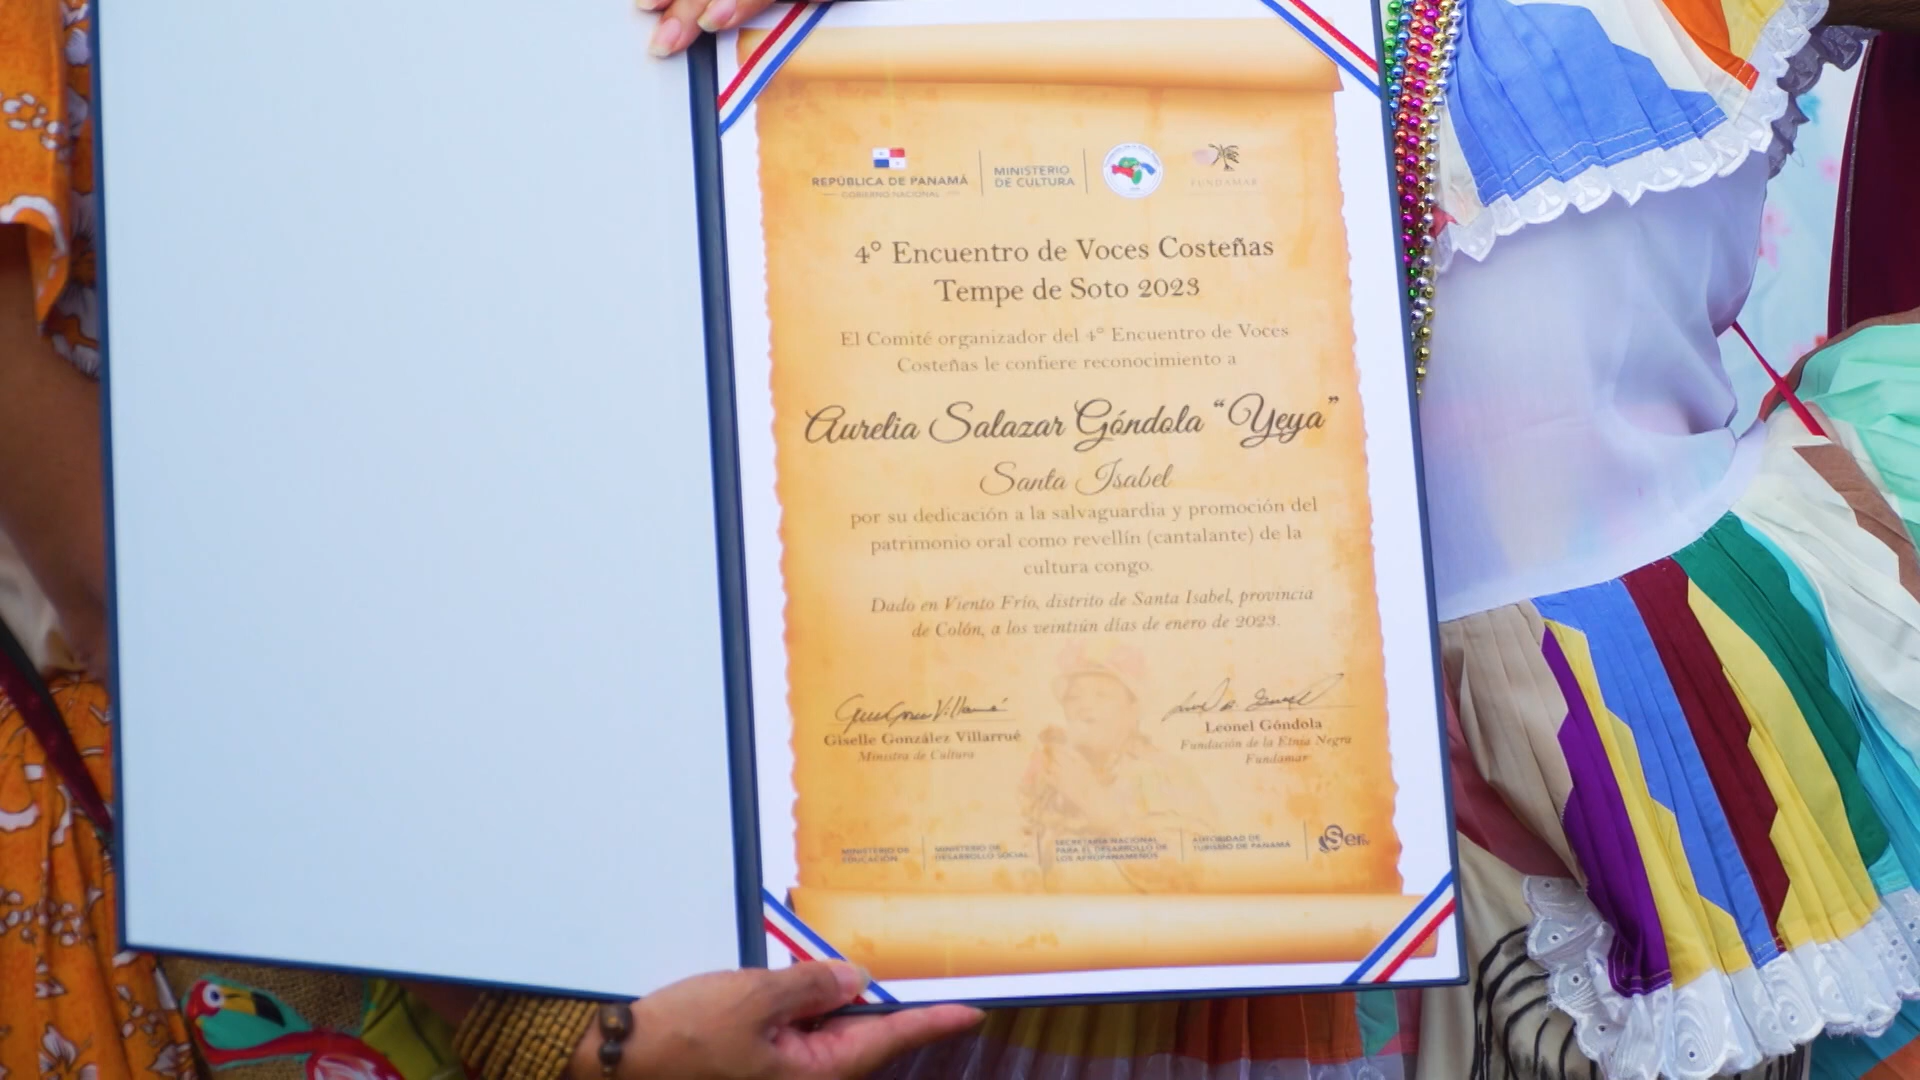 REPÚBLICA DE PANAMÁ
GOBIERNO NACIONAL
MINISTERIO
DE CULTURA
FUNDAMAR
4° Encuentro de Voces Costeñas
Tempe de Soto 2023
El Comité organizador del 4° Encuentro de Voces
Costeñas le confiere reconocimiento a
Aurelia Salazar Góndola “Yeya”
Santa Isabel
por su dedicación a la salvaguardia y promoción del
patrimonio oral como revellín (cantalante) de la
cultura congo.
Dado en Viento Frío, distrito de Santa Isabel, provincia
de Colón, a los veintiún días de enero de 2023.
Giselle González Villarrué
Ministra de Cultura
Leonel Góndola
Fundación de la Etnia Negra
Fundamar
MINISTERIO DE
EDUCACIÓN
MINISTERIO DE
DESARROLLO SOCIAL
SECRETARÍA NACIONAL
PARA EL DESARROLLO DE
LOS AFROPANAMEÑOS
AUTORIDAD DE
TURISMO DE PANAMÁ
Ser